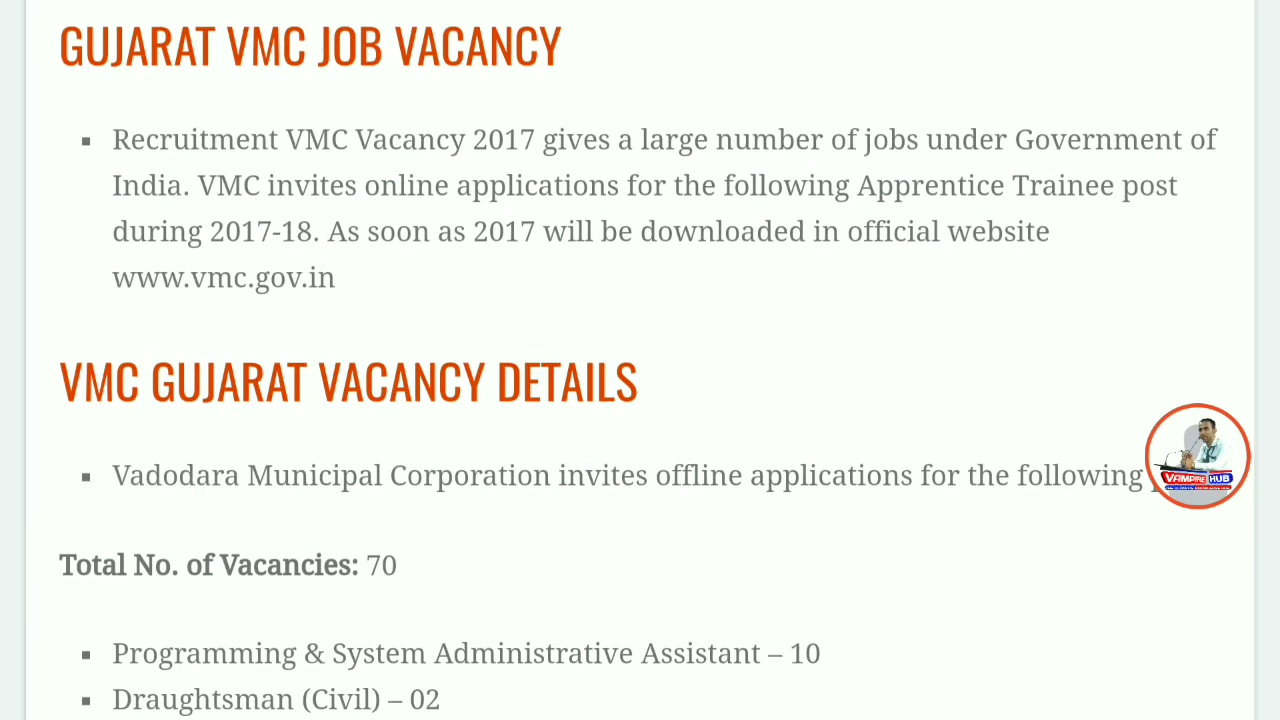 GUJARAT VMC JOB VACANCY
▪ Recruitment VMC Vacancy 2017 gives a large number of jobs under Government of
India. VMC invites online applications for the following Apprentice Trainee post
during 2017-18. As soon as 2017 will be downloaded in official website
www.vmc.gov.in
VMC GUJARAT VACANCY DETAILS
▪ Vadodara Municipal Corporation invites offline applications for the following
VAMPIRE HUB
Total No. of Vacancies: 70
▪ Programming & System Administrative Assistant – 10
▪ Draughtsman (Civil) – 02